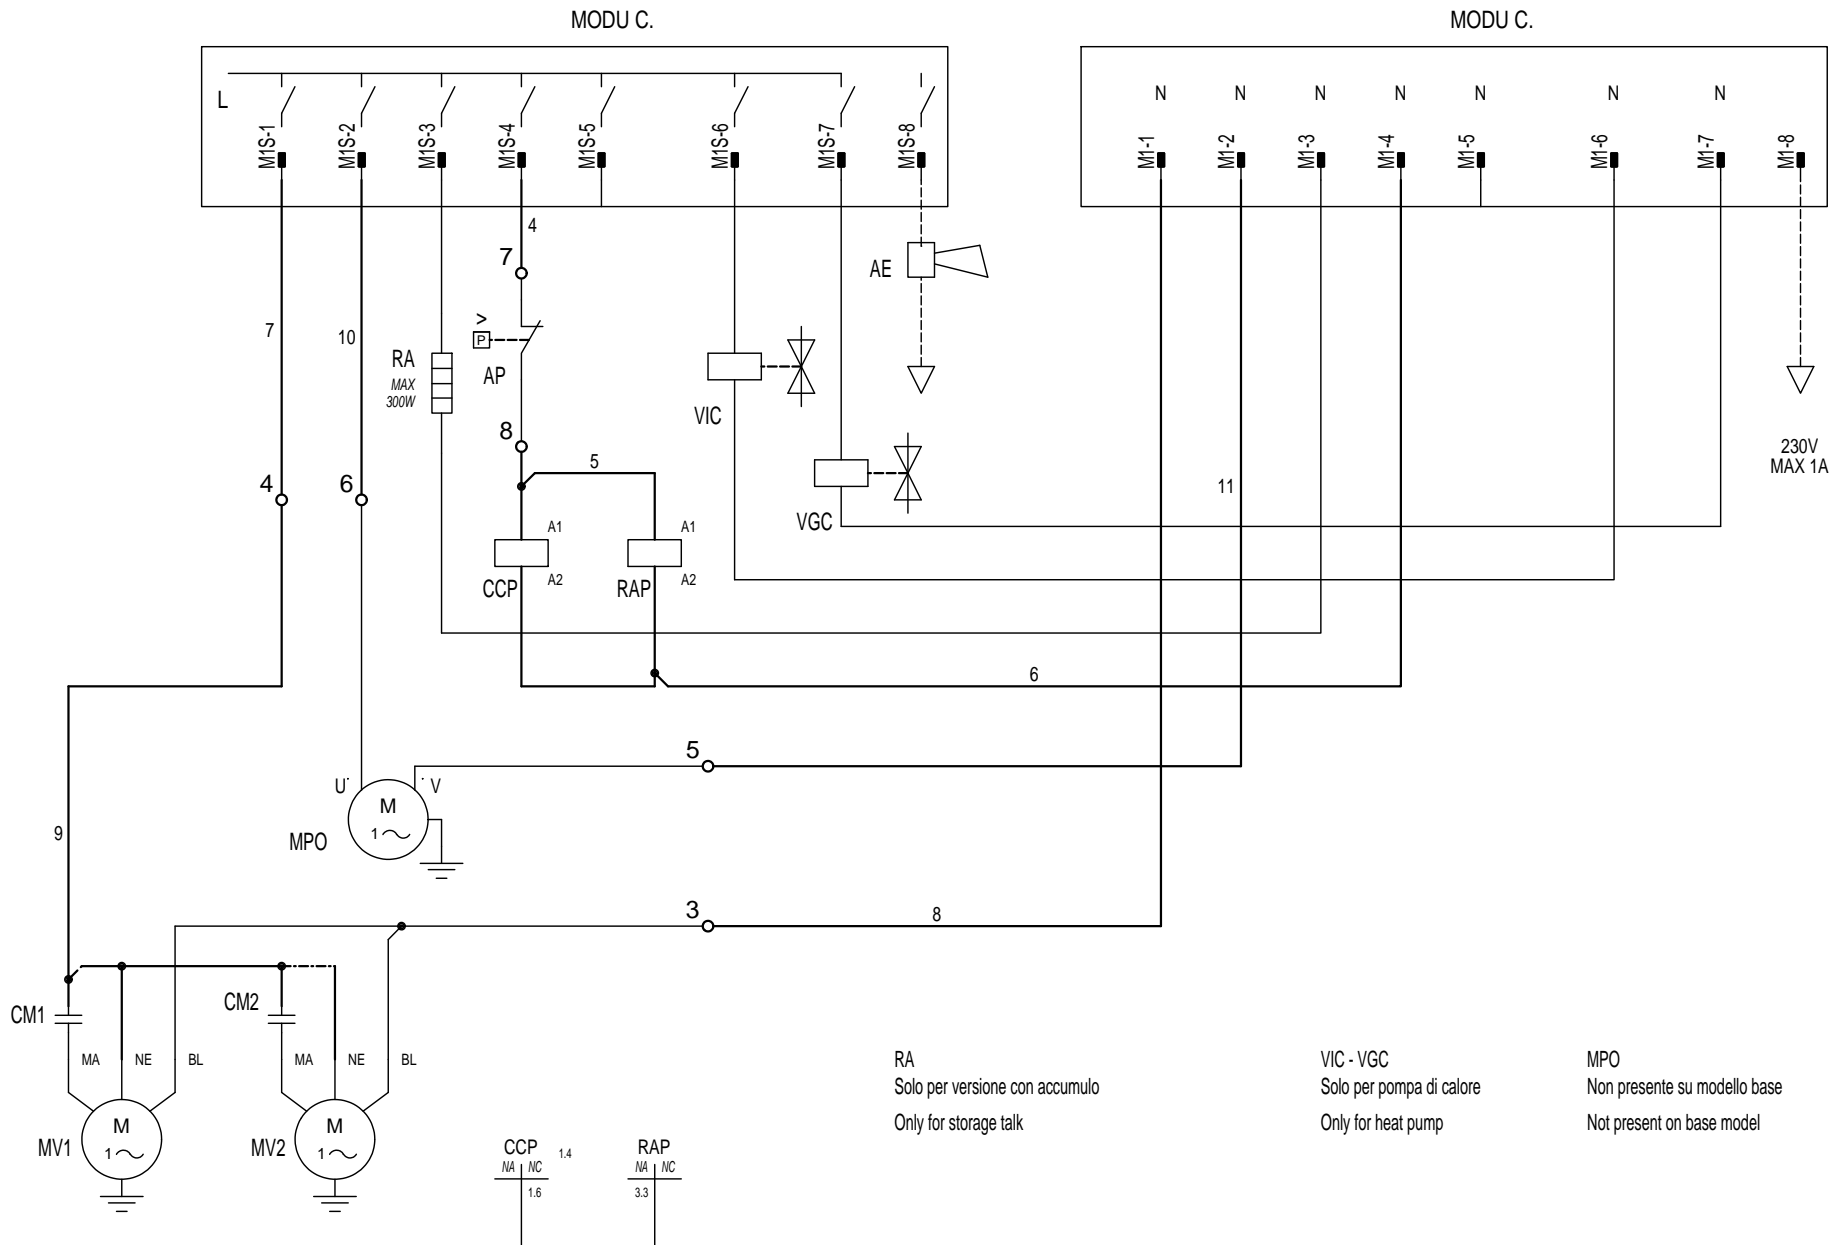 MODU C.
MODU C.
L
N N N N N N N
M1S-1 M1S-2 M1S-3 M1S-4 M1S-5 M1S-6 M1S-7 M1S-8
M1-1 M1-2 M1-3 M1-4 M1-5 M1-6 M1-7 M1-8
4
7
AE
7
10
>
P
RA
MAX
300W
AP
VIC
8
5
230V
MAX 1A
4
6
11
VGC
A1
A1
A2
A2
CCP
RAP
6
5
U
V
M
1
MPO
9
3
8
CM1
CM2
MA NE BL
MA NE BL
M
1
MV1
M
1
MV2
RA
Solo per versione con accumulo
Only for storage talk
VIC - VGC
Solo per pompa di calore
Only for heat pump
MPO
Non presente su modello base
Not present on base model
CCP 1.4
NA NC
1.6
RAP
NA NC
3.3